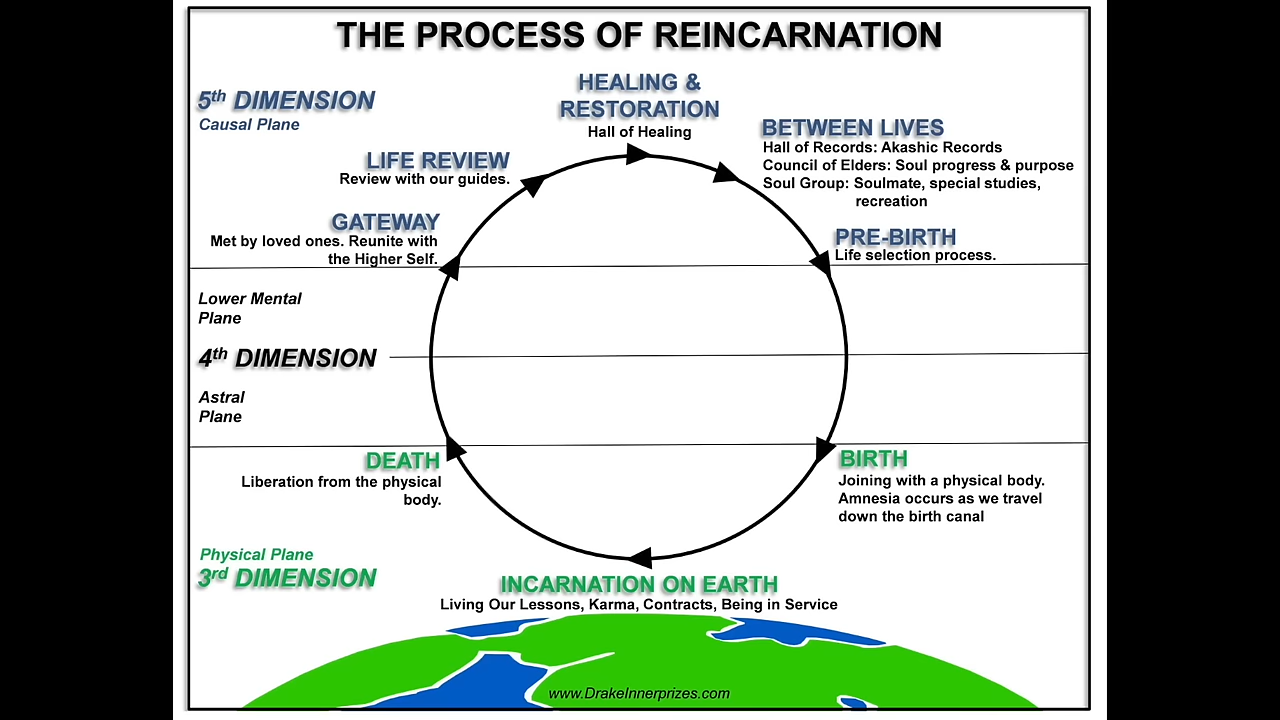 THE PROCESS OF REINCARNATION
5th DIMENSION
Causal Plane
HEALING &
RESTORATION
Hall of Healing
BETWEEN LIVES
Hall of Records: Akashic Records
Council of Elders: Soul progress & purpose
Soul Group: Soulmate, special studies,
recreation
LIFE REVIEW
Review with our guides.
GATEWAY
Met by loved ones. Reunite with
the Higher Self.
PRE-BIRTH
Life selection process.
Lower Mental
Plane
4th DIMENSION
Astral
Plane
DEATH
Liberation from the physical
body.
BIRTH
Joining with a physical body.
Amnesia occurs as we travel
down the birth canal
Physical Plane
3rd DIMENSION
INCARNATION ON EARTH
Living Our Lessons, Karma, Contracts, Being in Service
www.DrakeInnerprizes.com